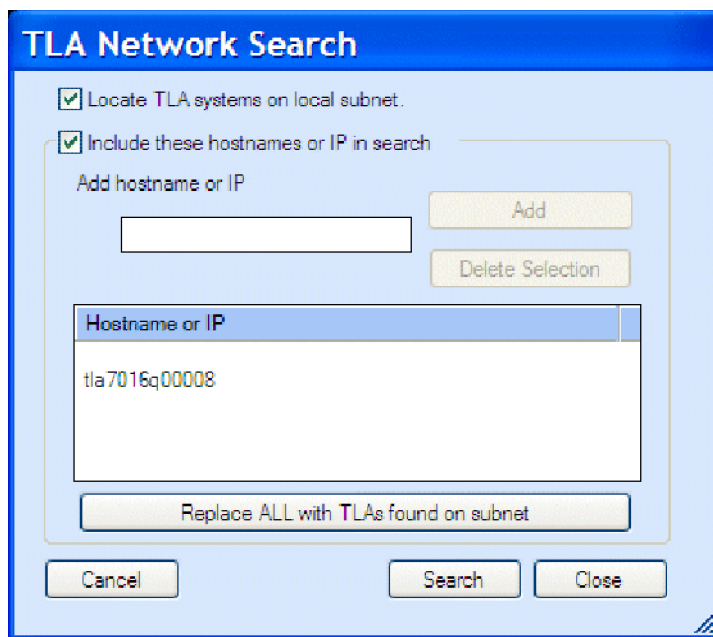 TLA Network Search
Locate TLA systems on local subnet.
Include these hostnames or IP in search
Add hostname or IP
Add
Delete Selection
Hostname or IP
tla7016q00008
Replace ALL with TLAs found on subnet
Cancel
Search
Close